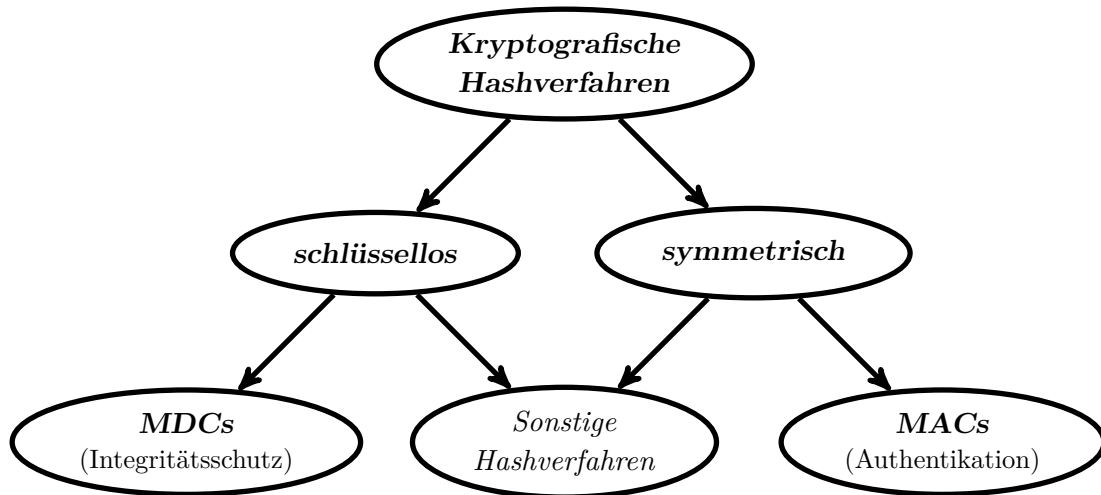 Kryptografische
Hashverfahren
schlüssellos
symmetrisch
MDCs
(Integritätsschutz)
Sonstige
Hashverfahren
MACs
(Authentikation)